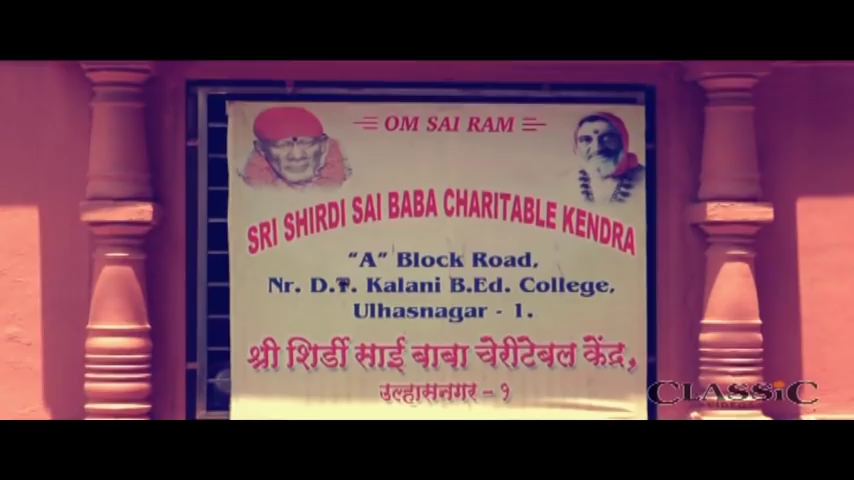 OM SAI RAM
SRI SHIRDI SAI BABA CHARITABLE KENDRA
"A" Block Road,
Nr. D.T. Kalani B.Ed. College,
Ulhasnagar - 1.
श्री शिर्डी साई बाबा चेरीटेबल केंद्र,
उल्हासनगर - १
CLASSiC
VIDEOS